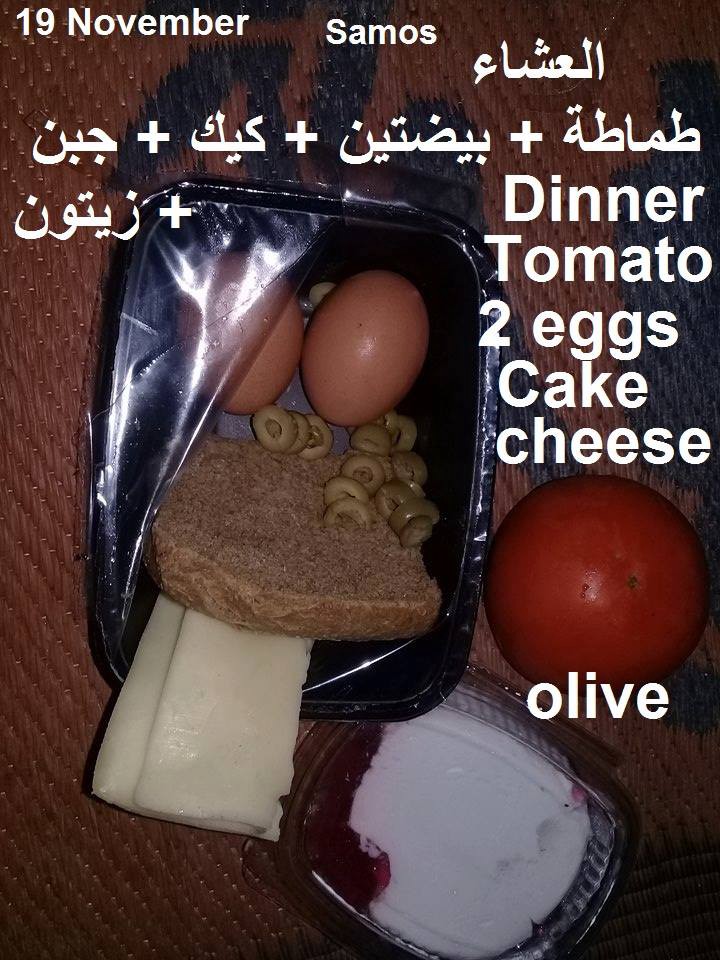 19 November
Samos
العشاء
طماطة + بيضتين + كيك + جبن
+ زيتون
Dinner
Tomato
2 eggs
Cake
cheese
olive